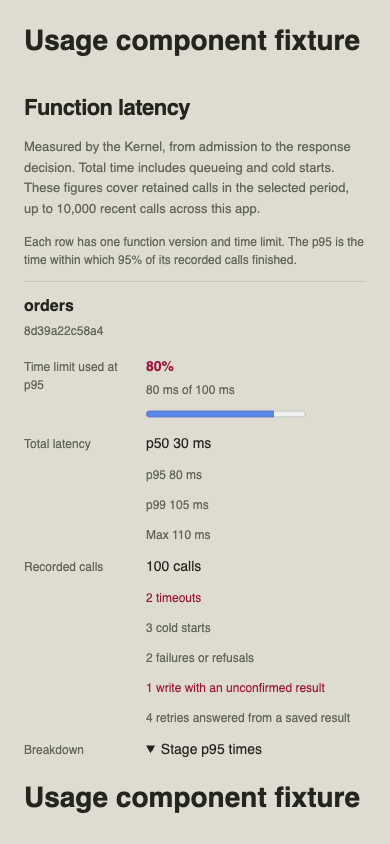 Usage component fixture
Function latency
Measured by the Kernel, from admission to the response
decision. Total time includes queueing and cold starts.
These figures cover retained calls in the selected period,
up to 10,000 recent calls across this app.
Each row has one function version and time limit. The p95 is the
time within which 95% of its recorded calls finished.
orders
8d39a22c58a4
Time limit used at
p95
80%
80 ms of 100 ms
Total latency
p50 30 ms
p95 80 ms
p99 105 ms
Max 110 ms
Recorded calls
100 calls
2 timeouts
3 cold starts
2 failures or refusals
1 write with an unconfirmed result
4 retries answered from a saved result
Breakdown
▼ Stage p95 times
Usage component fixture